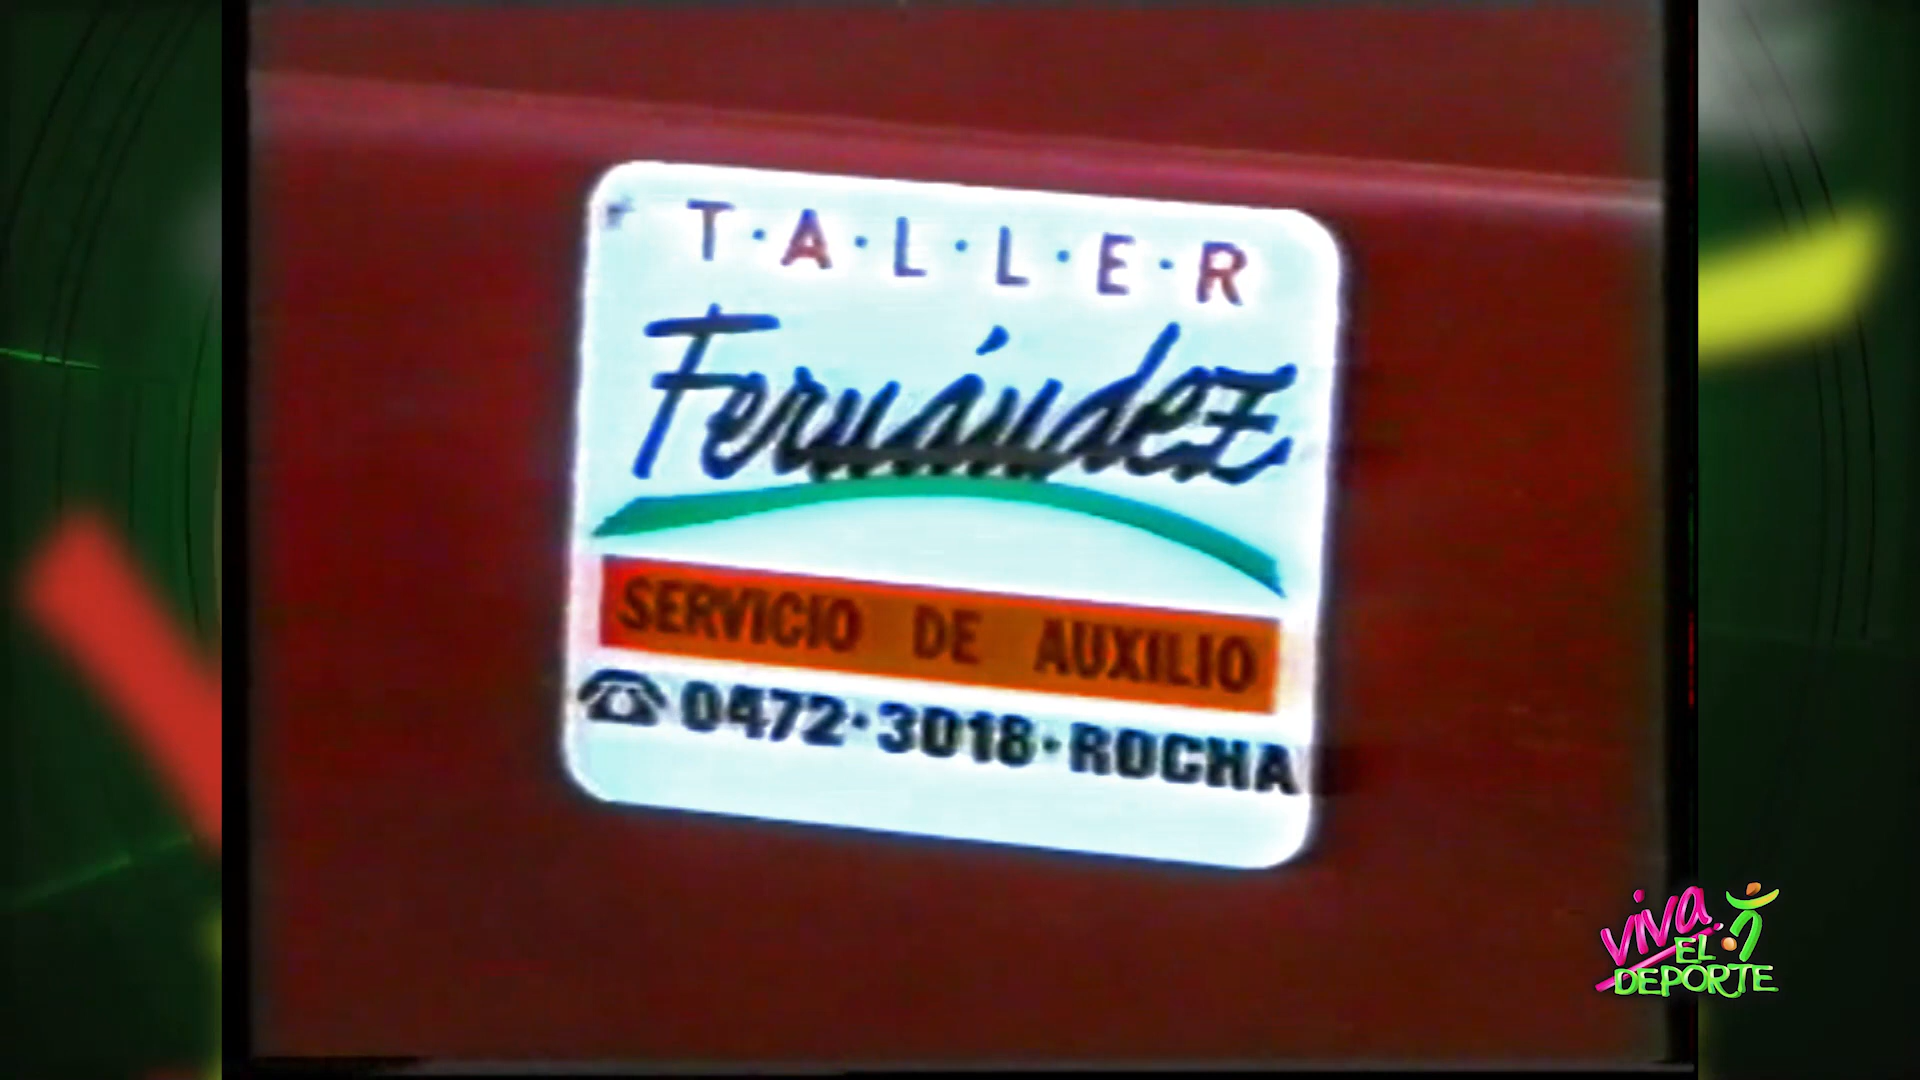 T·A·L·L·E·R
Fernández
SERVICIO DE AUXILIO
☎ 0472·3018·ROCHA
viva
EL
DEPORTE